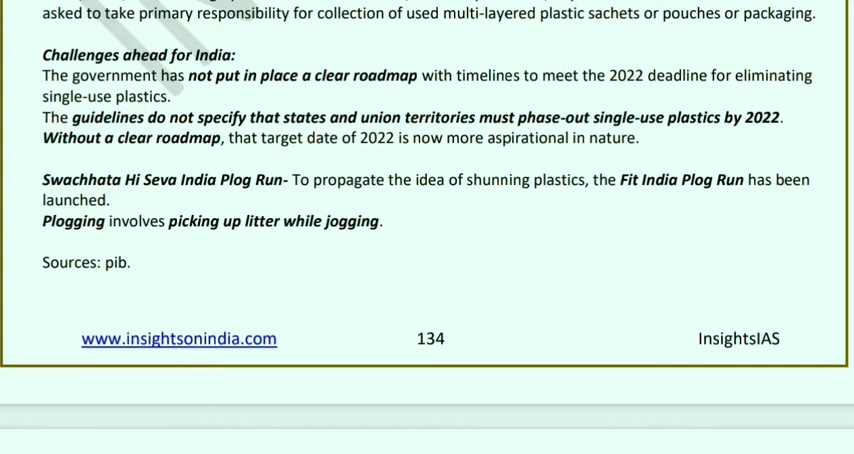 asked to take primary responsibility for collection of used multi-layered plastic sachets or pouches or packaging.
Challenges ahead for India:
The government has not put in place a clear roadmap with timelines to meet the 2022 deadline for eliminating
single-use plastics.
The guidelines do not specify that states and union territories must phase-out single-use plastics by 2022.
Without a clear roadmap, that target date of 2022 is now more aspirational in nature.
Swachhata Hi Seva India Plog Run- To propagate the idea of shunning plastics, the Fit India Plog Run has been
launched.
Plogging involves picking up litter while jogging.
Sources: pib.
www.insightsonindia.com 134 InsightsIAS